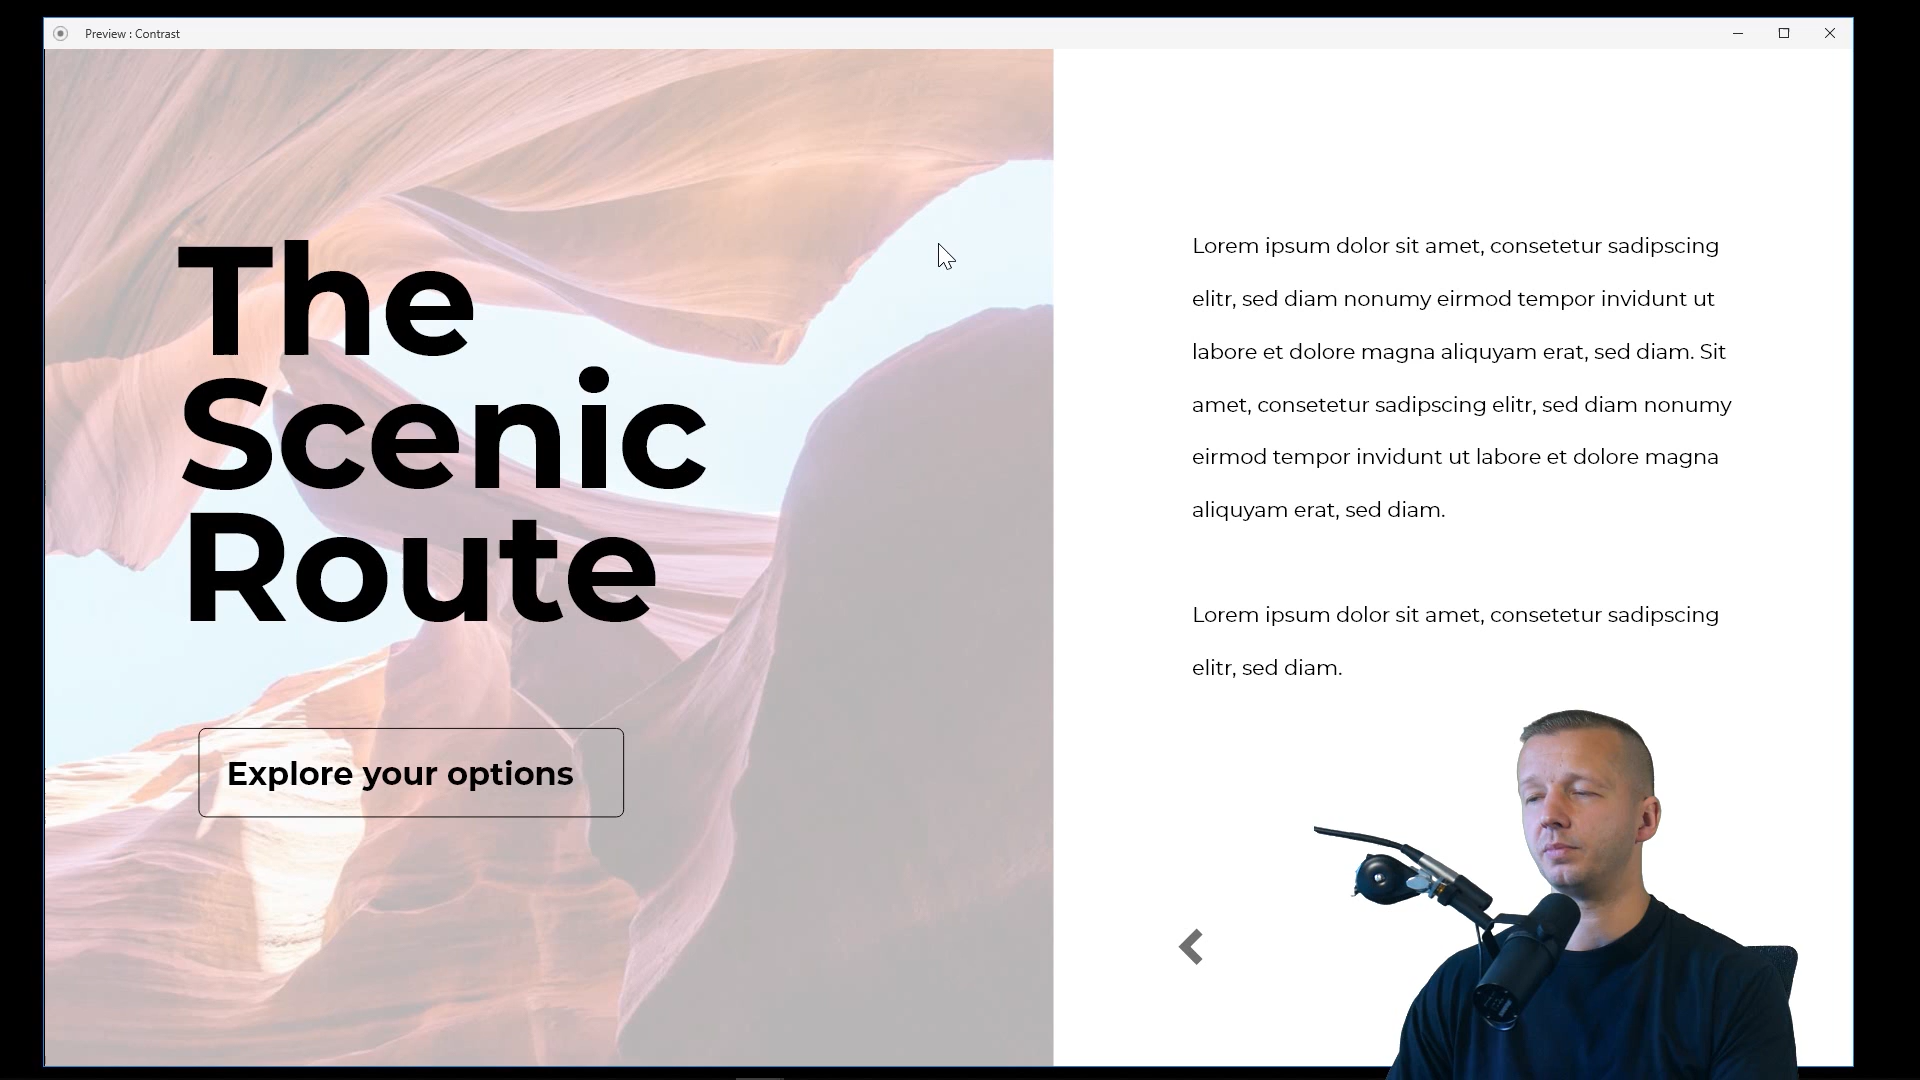 Preview : Contrast
The
Scenic
Route
Explore your options
Lorem ipsum dolor sit amet, consetetur sadipscing
elitr, sed diam nonumy eirmod tempor invidunt ut
labore et dolore magna aliquyam erat, sed diam. Sit
amet, consetetur sadipscing elitr, sed diam nonumy
eirmod tempor invidunt ut labore et dolore magna
aliquyam erat, sed diam.
Lorem ipsum dolor sit amet, consetetur sadipscing
elitr, sed diam.